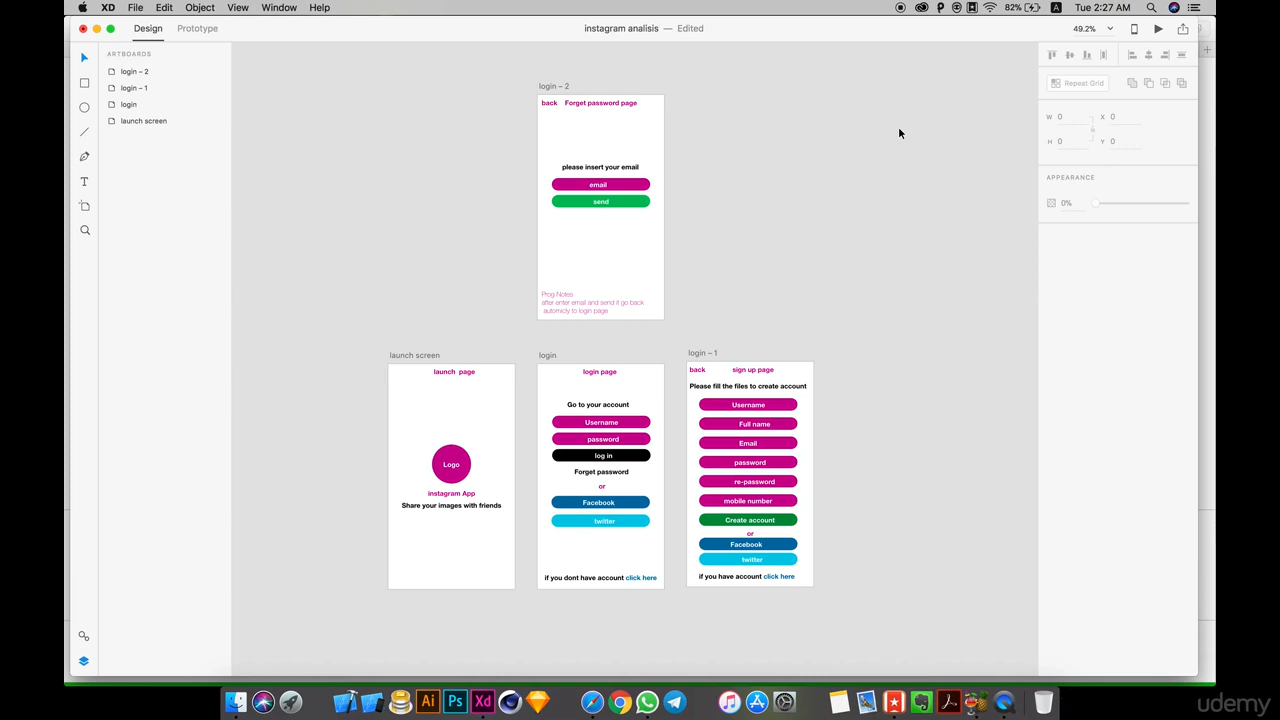 XD File Edit Object View Window Help
82% A Tue 2:27 AM
Design Prototype
instagram analisis — Edited
49.2%
ARTBOARDS
login – 2
login – 1
login
launch screen
Repeat Grid
W 0 X 0
H 0 Y 0
APPEARANCE
0%
login – 2
back Forget password page
please insert your email
email
send
Prog Notes
after enter email and send it go back
automicly to login page
launch screen
launch page
Logo
instagram App
Share your images with friends
login
login page
Go to your account
Username
password
log in
Forget password
or
Facebook
twitter
if you dont have account click here
login – 1
back sign up page
Please fill the files to create account
Username
Full name
Email
password
re-password
mobile number
Create account
or
Facebook
twitter
if you have account click here
Ai Ps Xd
udemy